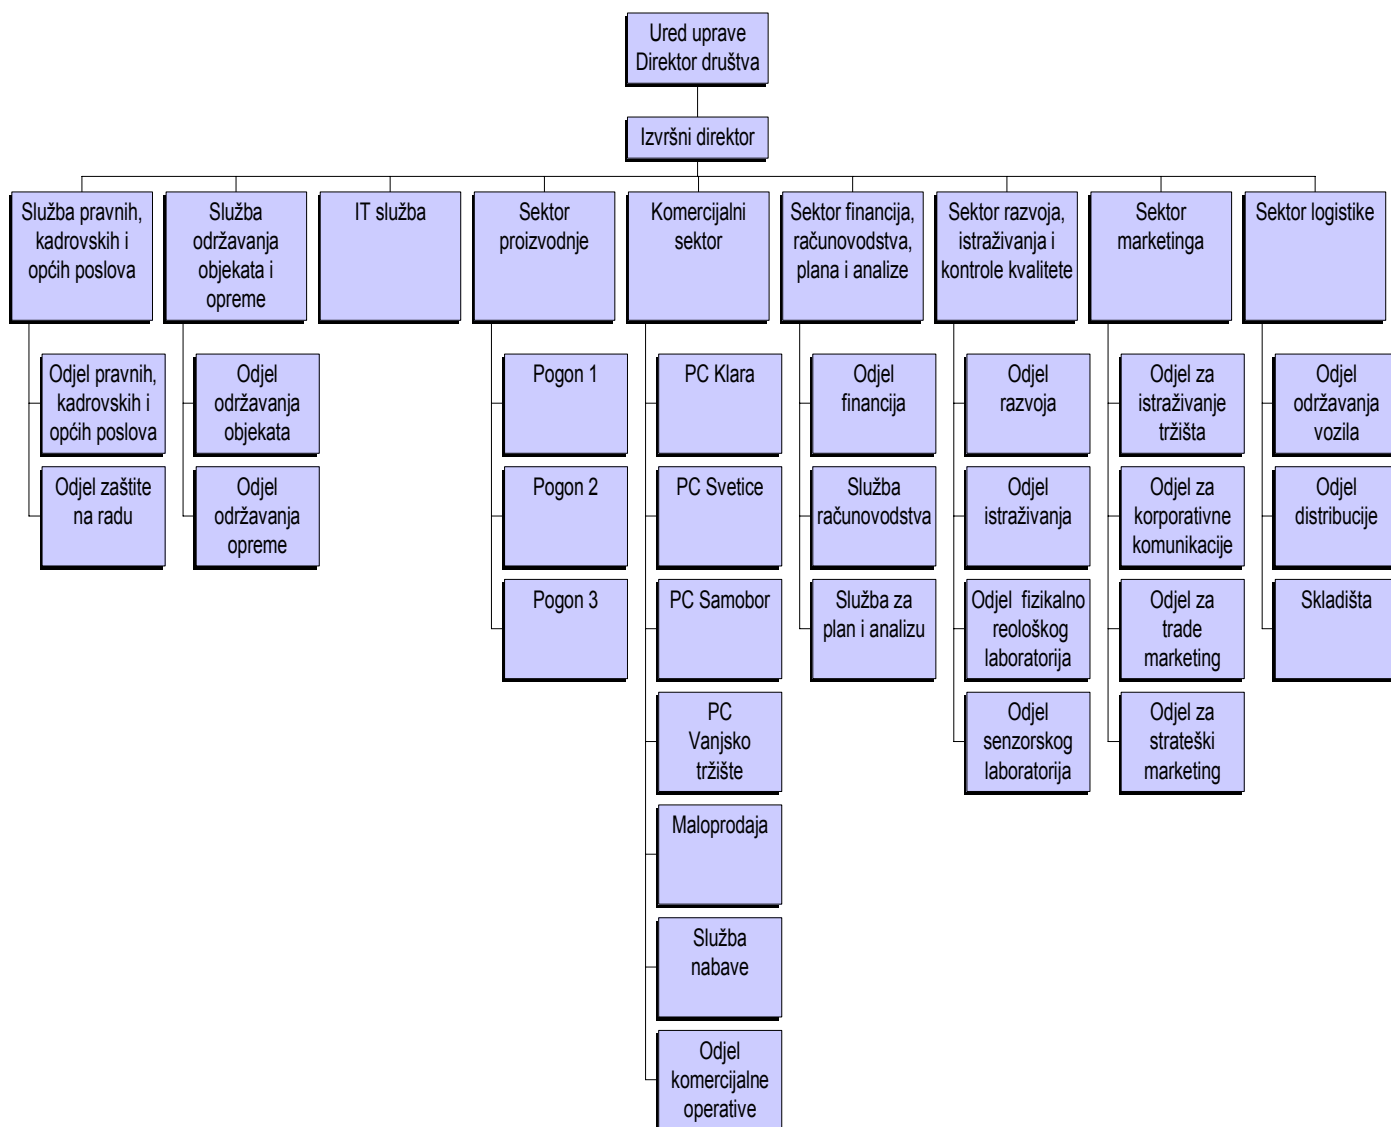 Ured uprave
Direktor društva
Izvršni direktor
Služba pravnih,
kadrovskih i
općih poslova
Služba
održavanja
objekata i
opreme
IT služba
Sektor
proizvodnje
Komercijalni
sektor
Sektor financija,
računovodstva,
plana i analize
Sektor razvoja,
istraživanja i
kontrole kvalitete
Sektor
marketinga
Sektor logistike
Odjel pravnih,
kadrovskih i
općih poslova
Odjel zaštite
na radu
Odjel
održavanja
objekata
Odjel
održavanja
opreme
Pogon 1
Pogon 2
Pogon 3
PC Klara
PC Svetice
PC Samobor
PC
Vanjsko
tržište
Maloprodaja
Služba
nabave
Odjel
komercijalne
operative
Odjel
financija
Služba
računovodstva
Služba za
plan i analizu
Odjel
razvoja
Odjel
istraživanja
Odjel  fizikalno
reološkog
laboratorija
Odjel
senzorskog
laboratorija
Odjel za
istraživanje
tržišta
Odjel za
korporativne
komunikacije
Odjel za
trade
marketing
Odjel za
strateški
marketing
Odjel
održavanja
vozila
Odjel
distribucije
Skladišta